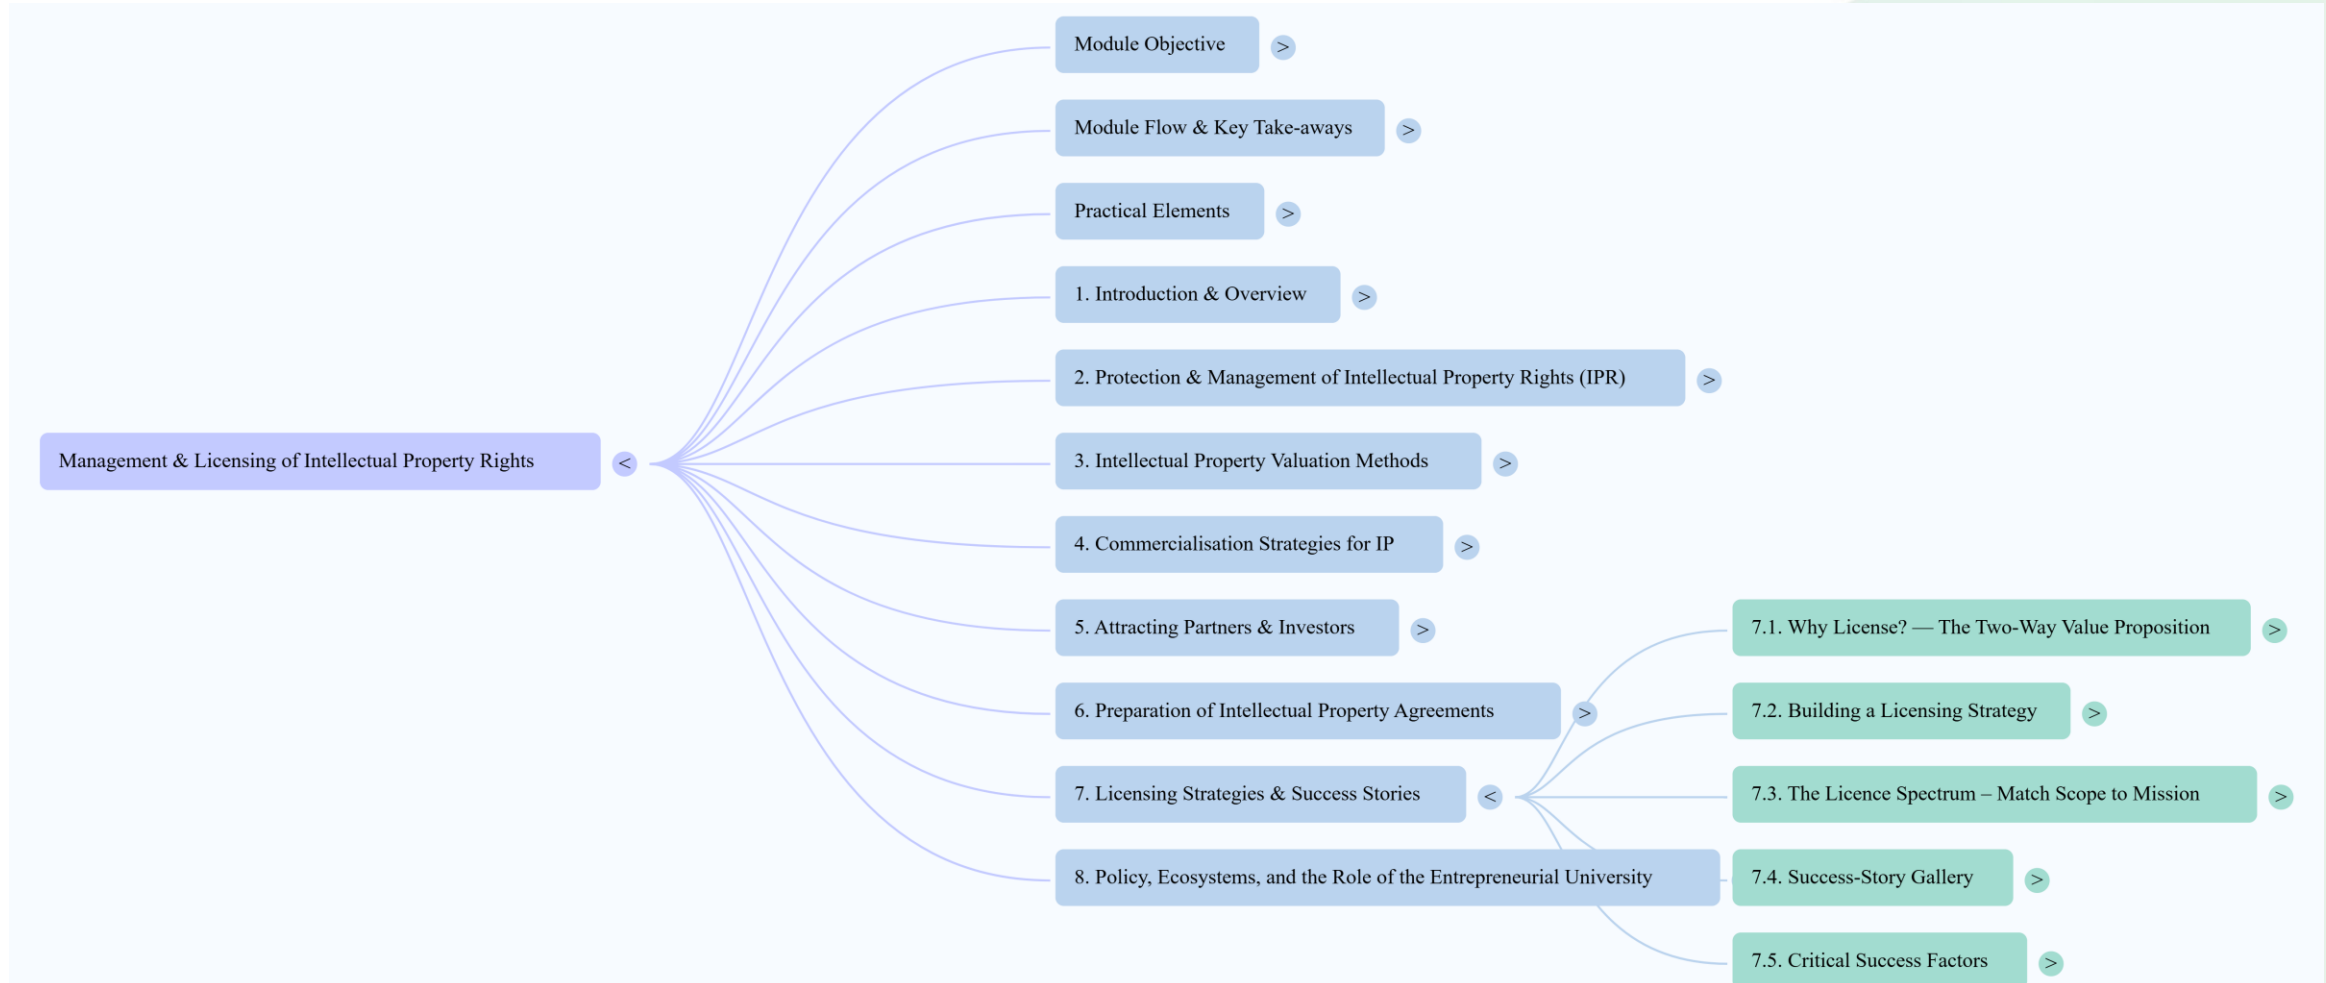 Management & Licensing of Intellectual Property Rights
<
Module Objective
>
Module Flow & Key Take-aways
>
Practical Elements
>
1. Introduction & Overview
>
2. Protection & Management of Intellectual Property Rights (IPR)
>
3. Intellectual Property Valuation Methods
>
4. Commercialisation Strategies for IP
>
5. Attracting Partners & Investors
>
6. Preparation of Intellectual Property Agreements
>
7. Licensing Strategies & Success Stories
<
8. Policy, Ecosystems, and the Role of the Entrepreneurial University
7.1. Why License? — The Two-Way Value Proposition
>
7.2. Building a Licensing Strategy
>
7.3. The Licence Spectrum – Match Scope to Mission
>
7.4. Success-Story Gallery
>
7.5. Critical Success Factors
>